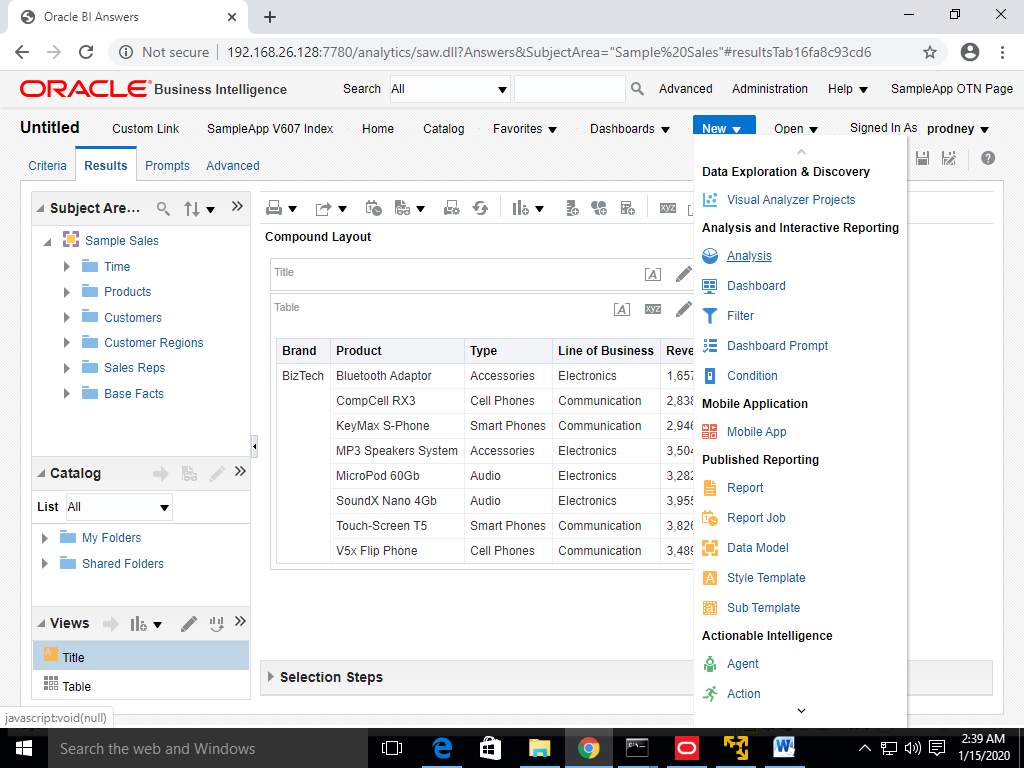 Oracle BI Answers
Not secure 192.168.26.128:7780/analytics/saw.dll?Answers&SubjectArea="Sample%20Sales"#resultsTab16fa8c93cd6
ORACLE Business Intelligence Search All Advanced Administration Help SampleApp OTN Page
Untitled Custom Link SampleApp V607 Index Home Catalog Favorites Dashboards New Open Signed In As prodney
Criteria Results Prompts Advanced
Subject Are...
Sample Sales
Time
Products
Customers
Customer Regions
Sales Reps
Base Facts
Catalog
List All
My Folders
Shared Folders
Views
Title
Table
javascript:void(null)
xyz
Compound Layout
Title
A
Table
A xyz
Brand Product Type Line of Business Reve
BizTech Bluetooth Adaptor Accessories Electronics 1,657
CompCell RX3 Cell Phones Communication 2,838
KeyMax S-Phone Smart Phones Communication 2,946
MP3 Speakers System Accessories Electronics 3,504
MicroPod 60Gb Audio Electronics 3,282
SoundX Nano 4Gb Audio Electronics 3,955
Touch-Screen T5 Smart Phones Communication 3,826
V5x Flip Phone Cell Phones Communication 3,489
Selection Steps
Data Exploration & Discovery
Visual Analyzer Projects
Analysis and Interactive Reporting
Analysis
Dashboard
Filter
Dashboard Prompt
Condition
Mobile Application
Mobile App
Published Reporting
Report
Report Job
Data Model
Style Template
Sub Template
Actionable Intelligence
Agent
Action
Search the web and Windows
2:39 AM
1/15/2020